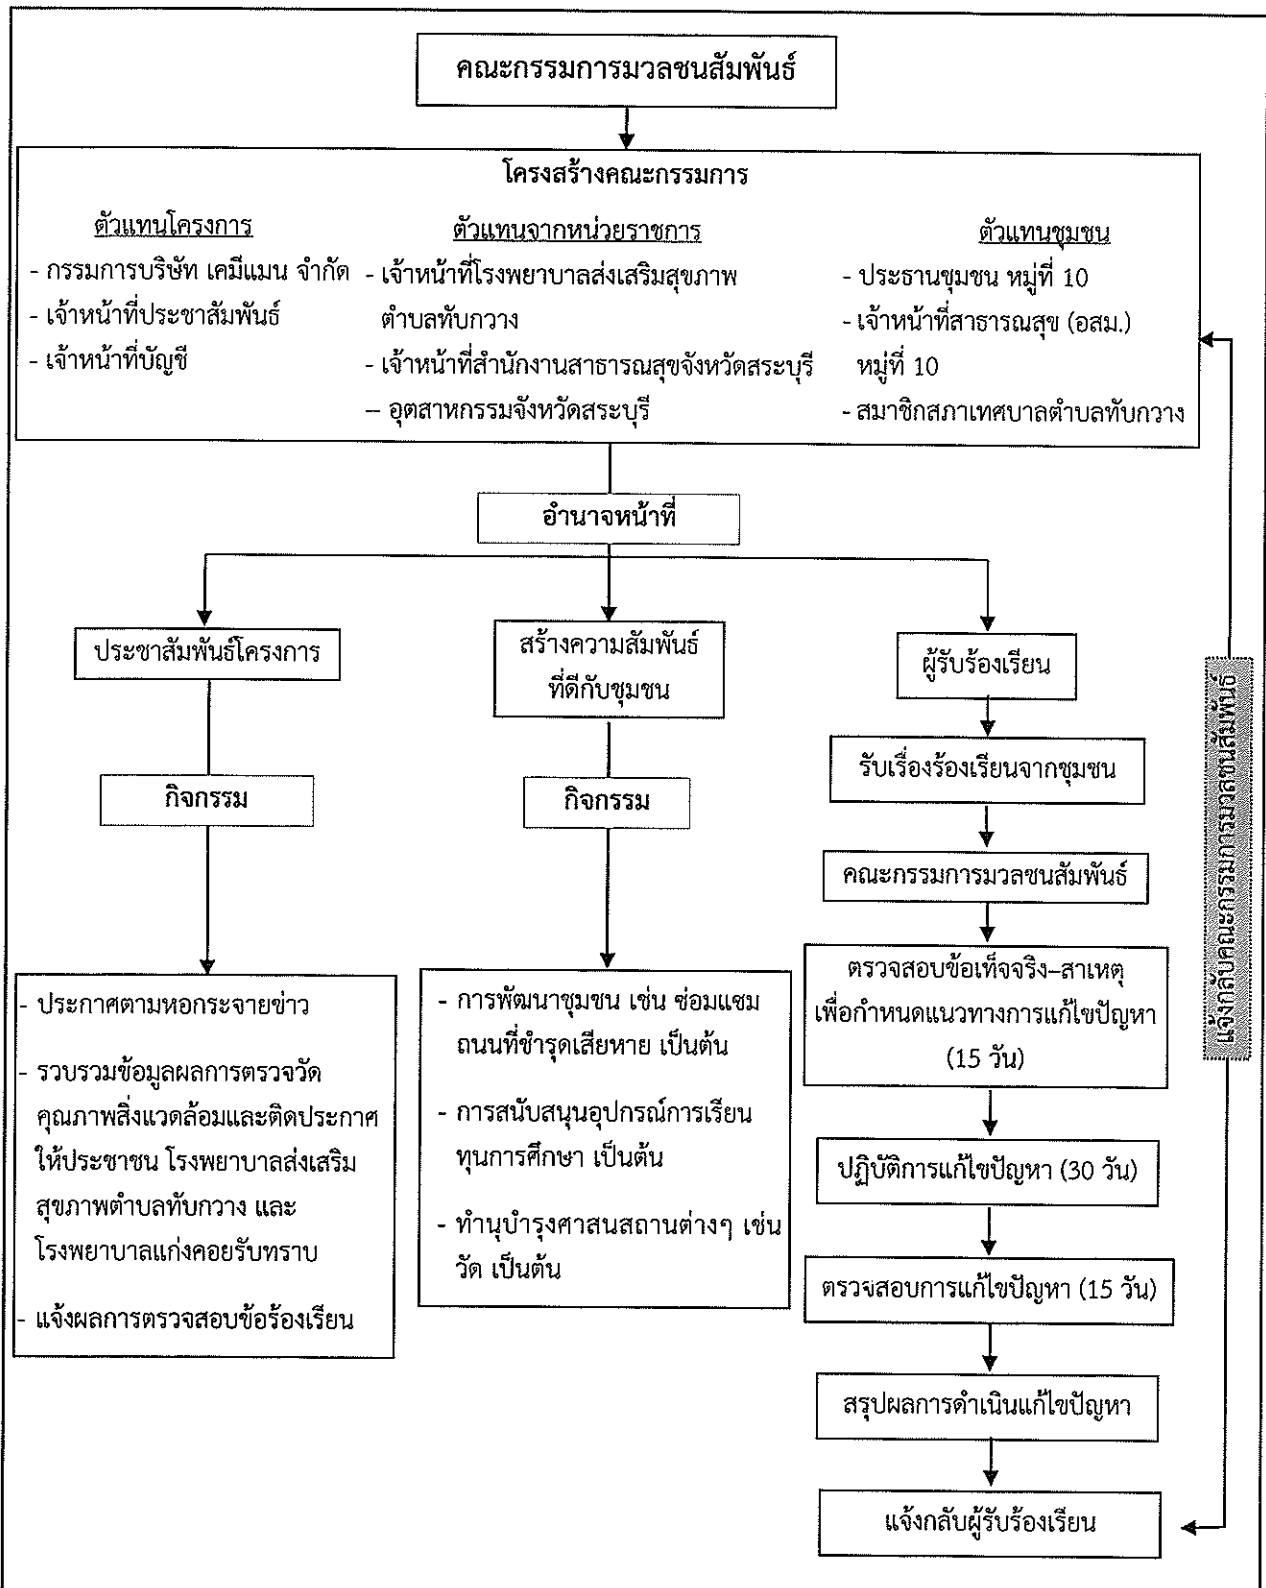 คณะกรรมการมวลชนสัมพันธ์
โครงสร้างคณะกรรมการ
ตัวแทนโครงการ
- กรรมการบริษัท เคมีแมน จำกัด
- เจ้าหน้าที่ประชาสัมพันธ์
- เจ้าหน้าที่บัญชี
ตัวแทนจากหน่วยราชการ
- เจ้าหน้าที่โรงพยาบาลส่งเสริมสุขภาพ
ตำบลทับกวาง
- เจ้าหน้าที่สำนักงานสาธารณสุขจังหวัดสระบุรี
– อุตสาหกรรมจังหวัดสระบุรี
ตัวแทนชุมชน
- ประธานชุมชน หมู่ที่ 10
- เจ้าหน้าที่สาธารณสุข (อสม.)
หมู่ที่ 10
- สมาชิกสภาเทศบาลตำบลทับกวาง
อำนาจหน้าที่
ประชาสัมพันธ์โครงการ
กิจกรรม
- ประกาศตามหอกระจายข่าว
- รวบรวมข้อมูลผลการตรวจวัด
คุณภาพสิ่งแวดล้อมและติดประกาศ
ให้ประชาชน โรงพยาบาลส่งเสริม
สุขภาพตำบลทับกวาง และ
โรงพยาบาลแก่งคอยรับทราบ
- แจ้งผลการตรวจสอบข้อร้องเรียน
สร้างความสัมพันธ์
ที่ดีกับชุมชน
กิจกรรม
- การพัฒนาชุมชน เช่น ซ่อมแซม
ถนนที่ชำรุดเสียหาย เป็นต้น
- การสนับสนุนอุปกรณ์การเรียน
ทุนการศึกษา เป็นต้น
- ทำนุบำรุงศาสนสถานต่างๆ เช่น
วัด เป็นต้น
ผู้รับร้องเรียน
รับเรื่องร้องเรียนจากชุมชน
คณะกรรมการมวลชนสัมพันธ์
ตรวจสอบข้อเท็จจริง–สาเหตุ
เพื่อกำหนดแนวทางการแก้ไขปัญหา
(15 วัน)
ปฏิบัติการแก้ไขปัญหา (30 วัน)
ตรวจสอบการแก้ไขปัญหา (15 วัน)
สรุปผลการดำเนินแก้ไขปัญหา
แจ้งกลับผู้รับร้องเรียน
แจ้งกลับคณะกรรมการมวลชนสัมพันธ์